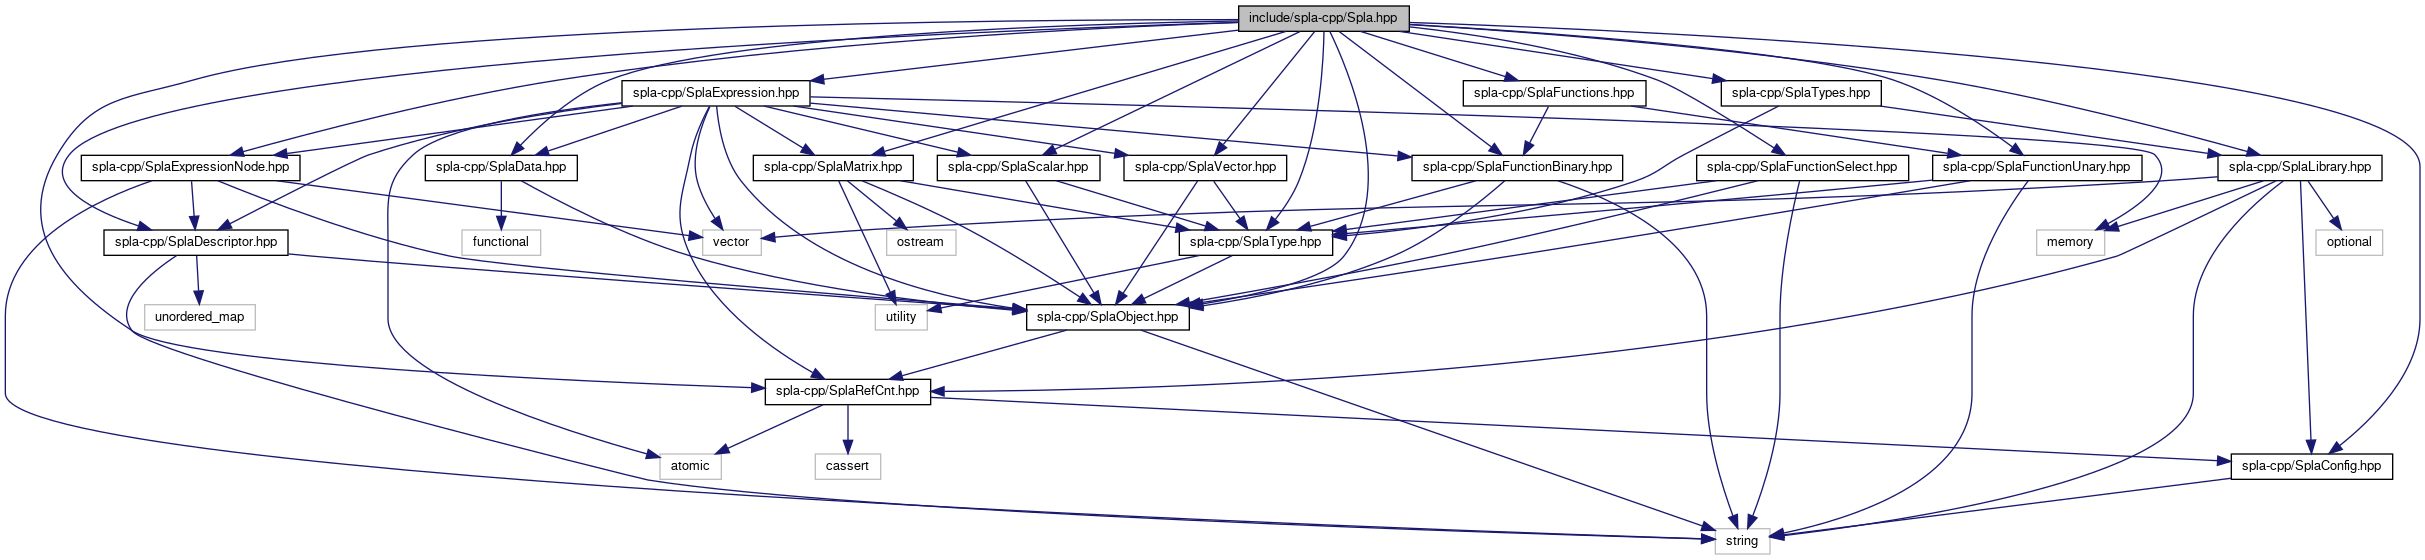 include/spla-cpp/Spla.hpp
spla-cpp/SplaExpression.hpp
spla-cpp/SplaFunctions.hpp
spla-cpp/SplaTypes.hpp
spla-cpp/SplaExpressionNode.hpp
spla-cpp/SplaData.hpp
spla-cpp/SplaMatrix.hpp
spla-cpp/SplaScalar.hpp
spla-cpp/SplaVector.hpp
spla-cpp/SplaFunctionBinary.hpp
spla-cpp/SplaFunctionSelect.hpp
spla-cpp/SplaFunctionUnary.hpp
spla-cpp/SplaLibrary.hpp
spla-cpp/SplaDescriptor.hpp
functional
vector
ostream
spla-cpp/SplaType.hpp
memory
optional
unordered_map
utility
spla-cpp/SplaObject.hpp
spla-cpp/SplaRefCnt.hpp
atomic
cassert
spla-cpp/SplaConfig.hpp
string